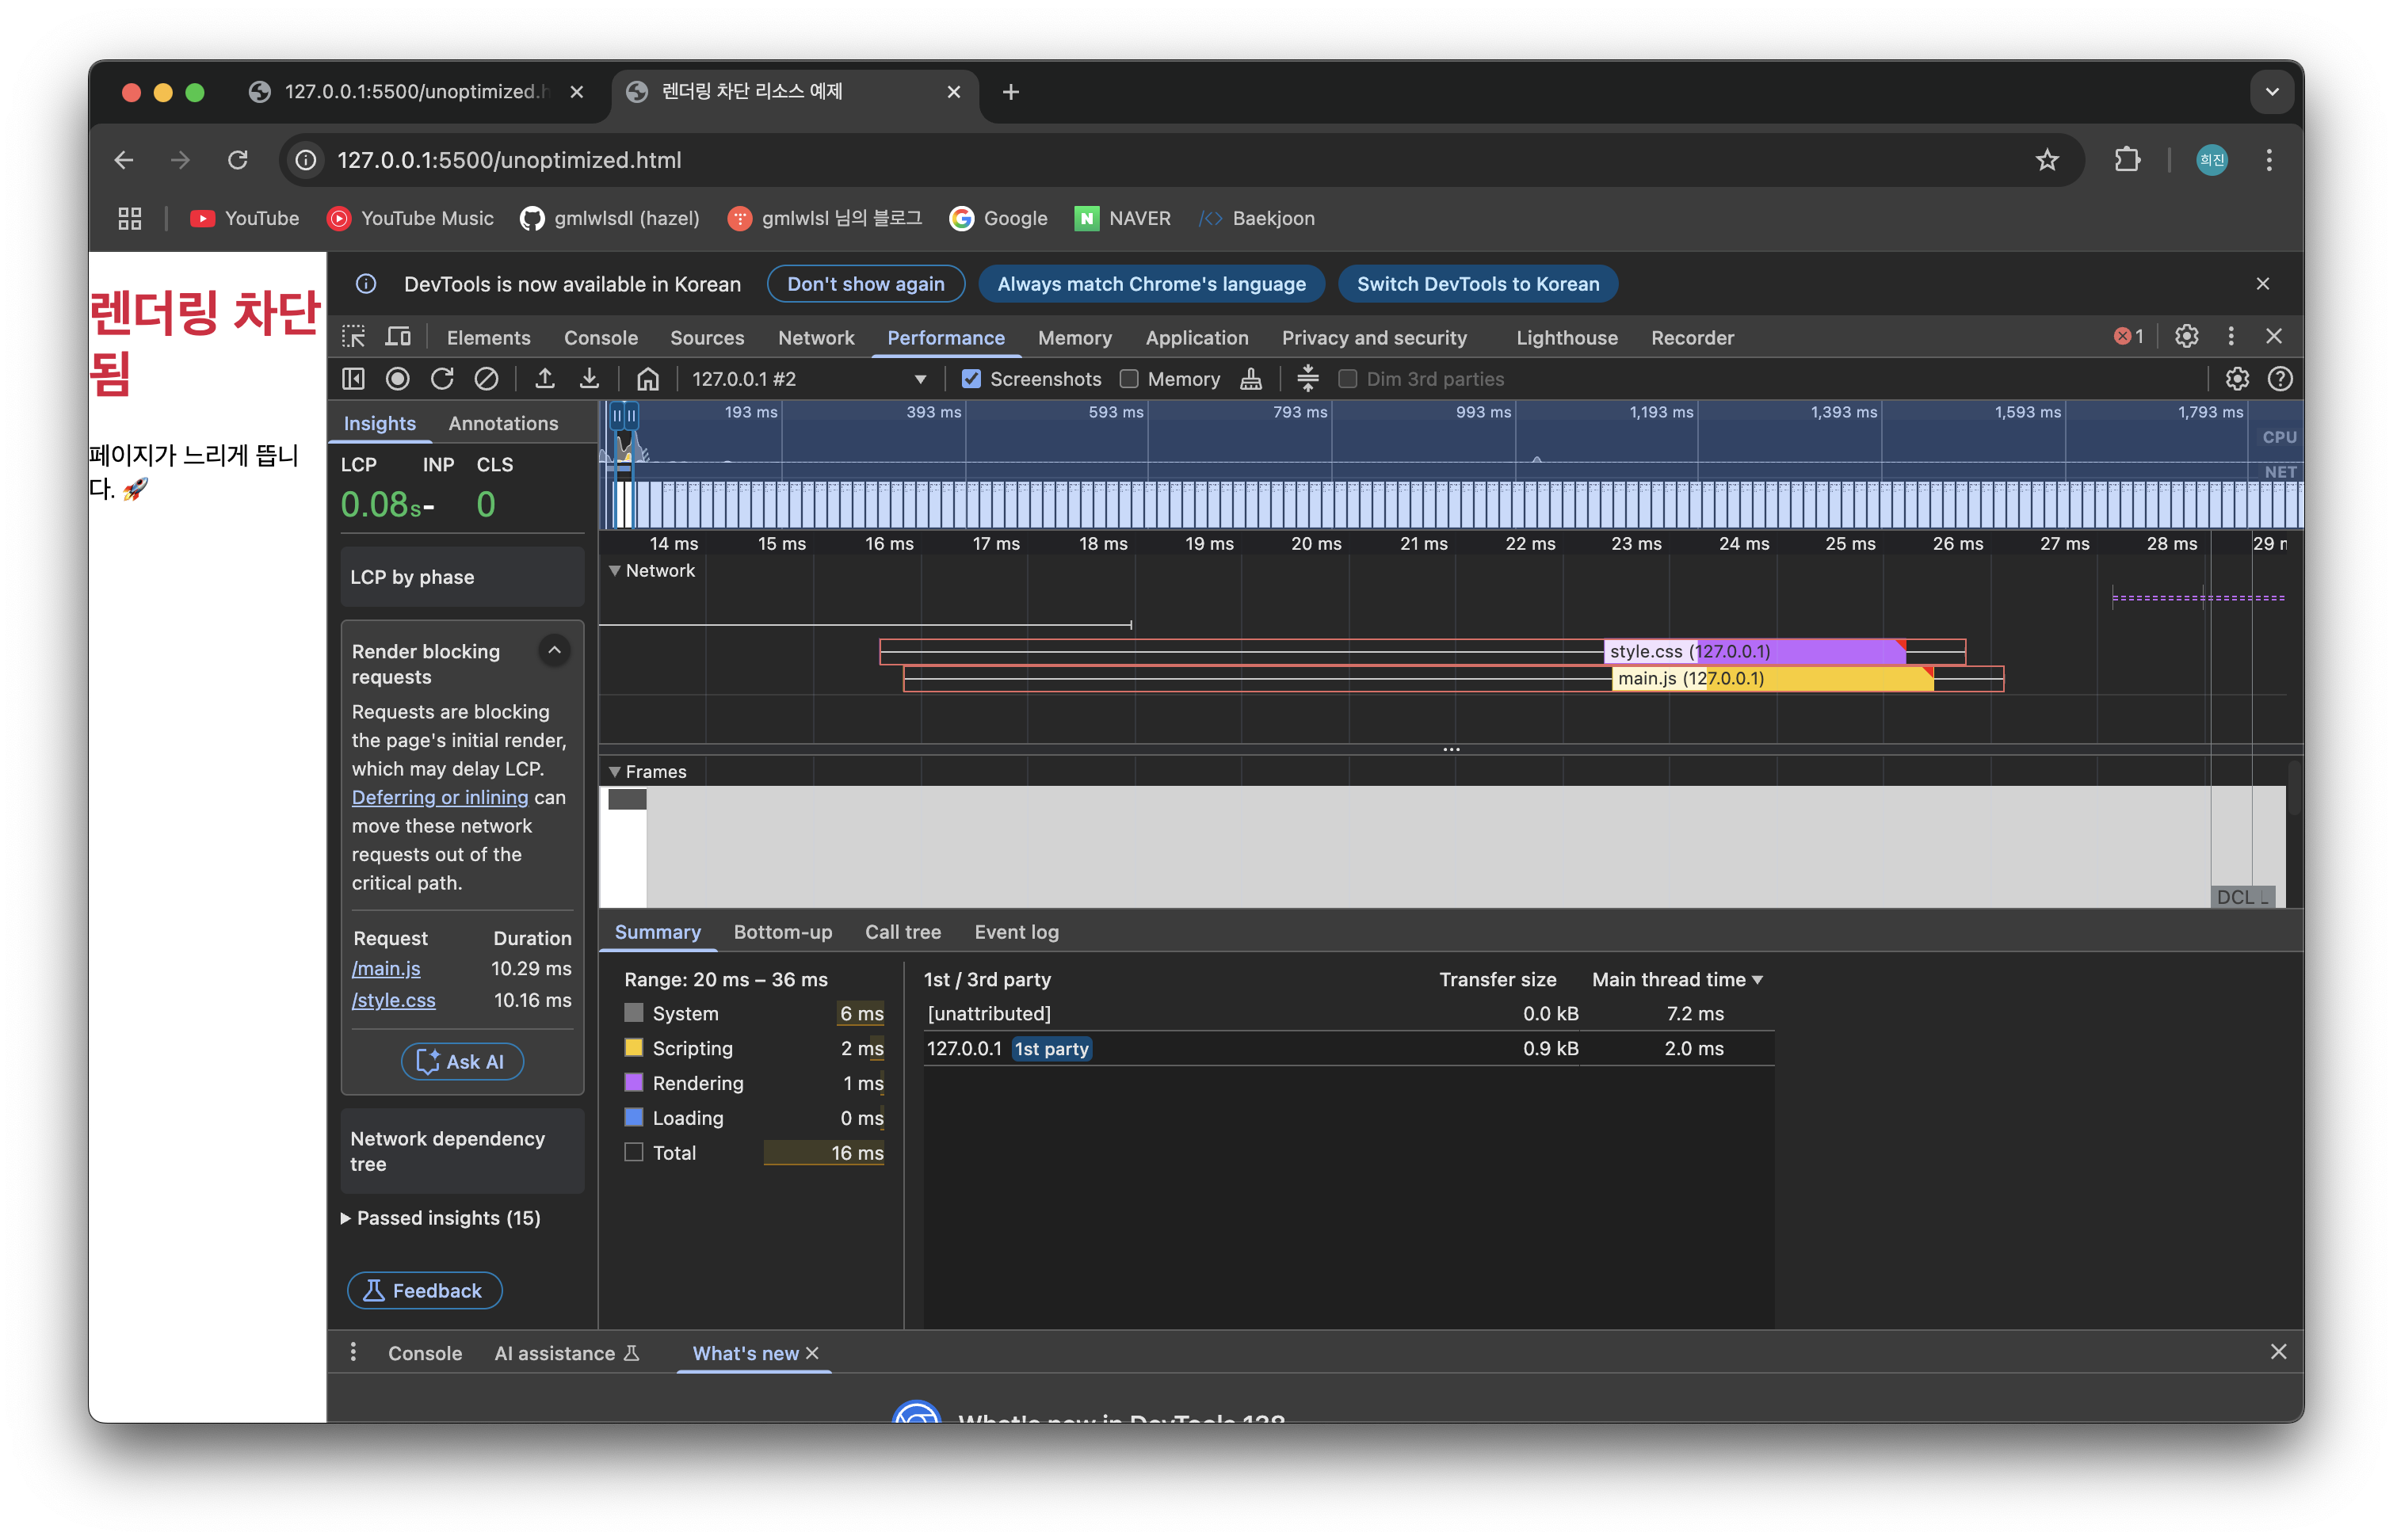 127.0.0.1:5500/unoptimized.h
렌더링 차단 리소스 예제
127.0.0.1:5500/unoptimized.html
희진
YouTube
YouTube Music
gmlwlsdl (hazel)
gmlwlsl 님의 블로그
Google
NAVER
Baekjoon
렌더링 차단
됨
페이지가 느리게 뜹니
다. 🚀
DevTools is now available in Korean
Don't show again
Always match Chrome's language
Switch DevTools to Korean
Elements
Console
Sources
Network
Performance
Memory
Application
Privacy and security
Lighthouse
Recorder
1
127.0.0.1 #2
Screenshots
Memory
Dim 3rd parties
Insights
Annotations
LCP INP CLS
0.08s - 0
LCP by phase
Render blocking
requests
Requests are blocking
the page's initial render,
which may delay LCP.
Deferring or inlining can
move these network
requests out of the
critical path.
Request Duration
/main.js 10.29 ms
/style.css 10.16 ms
Ask AI
Network dependency
tree
Passed insights (15)
Feedback
193 ms 393 ms 593 ms 793 ms 993 ms 1,193 ms 1,393 ms 1,593 ms 1,793 ms
CPU
NET
14 ms 15 ms 16 ms 17 ms 18 ms 19 ms 20 ms 21 ms 22 ms 23 ms 24 ms 25 ms 26 ms 27 ms 28 ms 29 m
Network
style.css (127.0.0.1)
main.js (127.0.0.1)
Frames
DCL L
Summary
Bottom-up
Call tree
Event log
Range: 20 ms – 36 ms
System 6 ms
Scripting 2 ms
Rendering 1 ms
Loading 0 ms
Total 16 ms
1st / 3rd party Transfer size Main thread time
[unattributed] 0.0 kB 7.2 ms
127.0.0.1 1st party 0.9 kB 2.0 ms
Console
AI assistance
What's new
What's new in DevTools 138